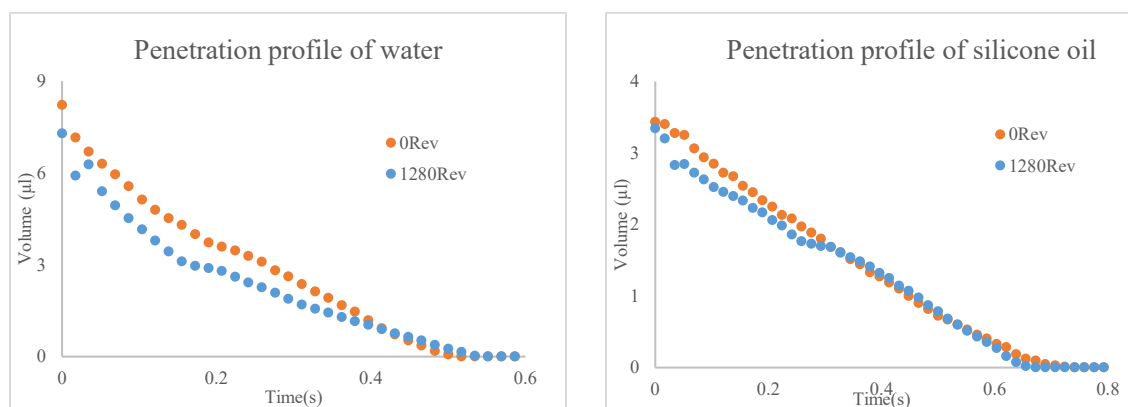 Penetration profile of water
9
6
3
0
Volume (µl)
0
0.2
0.4
0.6
Time(s)
0Rev
1280Rev
Penetration profile of silicone oil
4
3
2
1
0
Volume (µl)
0
0.2
0.4
0.6
0.8
Time(s)
0Rev
1280Rev